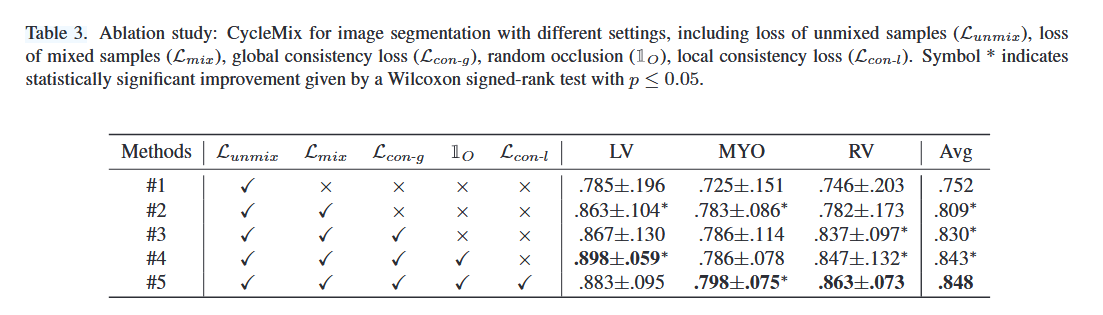 Table 3. Ablation study: CycleMix for image segmentation with different settings, including loss of unmixed samples (ℒunmix), loss
of mixed samples (ℒmix), global consistency loss (ℒcon-g), random occlusion (𝟙O), local consistency loss (ℒcon-l). Symbol * indicates
statistically significant improvement given by a Wilcoxon signed-rank test with p ≤ 0.05.
Methods ℒunmix ℒmix ℒcon-g 𝟙O ℒcon-l LV MYO RV Avg
#1 ✓ × × × × .785±.196 .725±.151 .746±.203 .752
#2 ✓ ✓ × × × .863±.104* .783±.086* .782±.173 .809*
#3 ✓ ✓ ✓ × × .867±.130 .786±.114 .837±.097* .830*
#4 ✓ ✓ ✓ ✓ × .898±.059* .786±.078 .847±.132* .843*
#5 ✓ ✓ ✓ ✓ ✓ .883±.095 .798±.075* .863±.073 .848